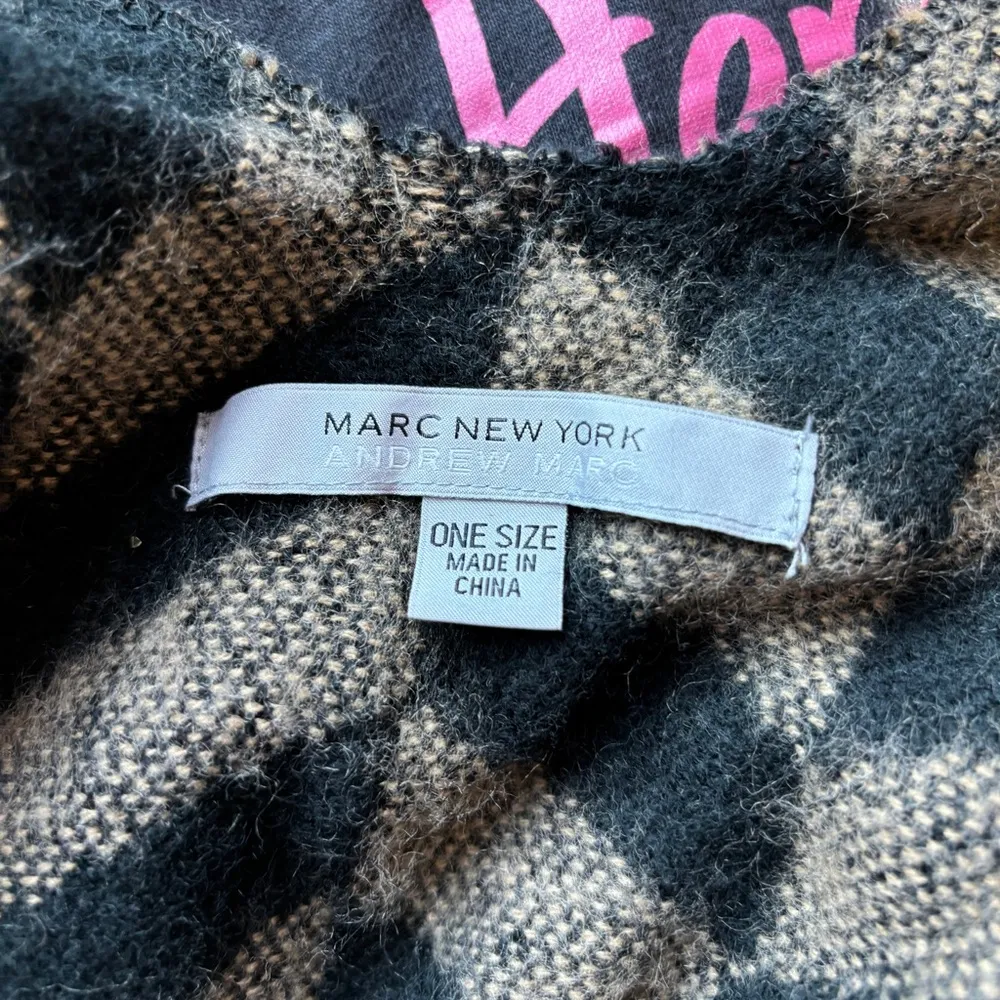 MARC NEW YORK
ANDREW MARC
ONE SIZE
MADE IN
CHINA